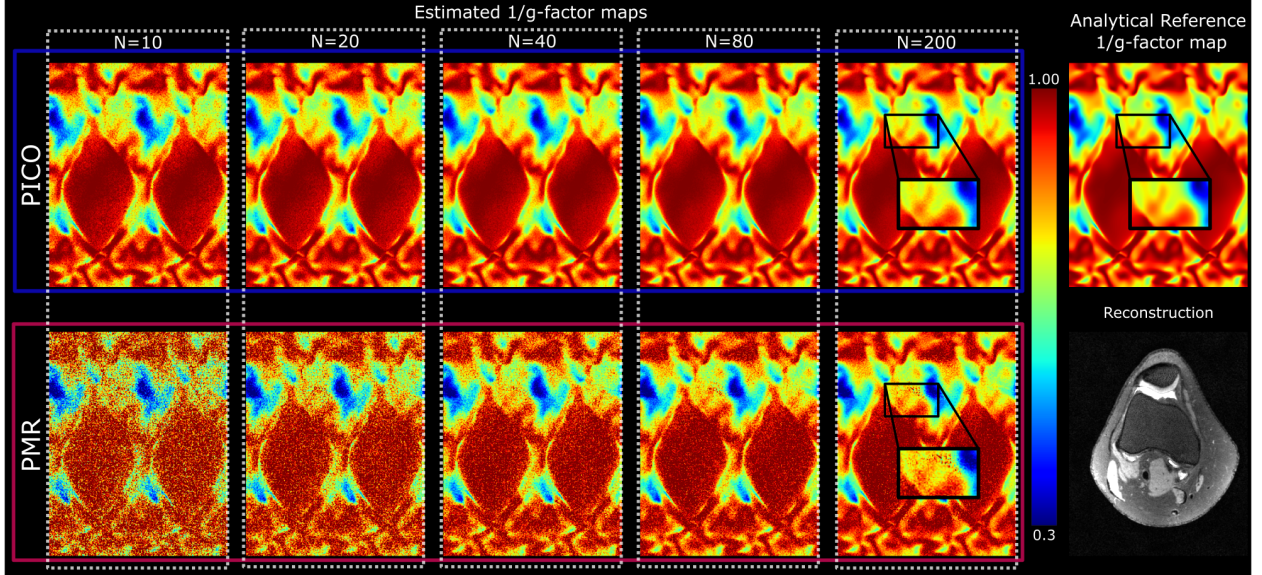 Estimated 1/g-factor maps
N=10
N=20
N=40
N=80
N=200
Analytical Reference
1/g-factor map
PICO
1.00
0.3
Reconstruction
PMR